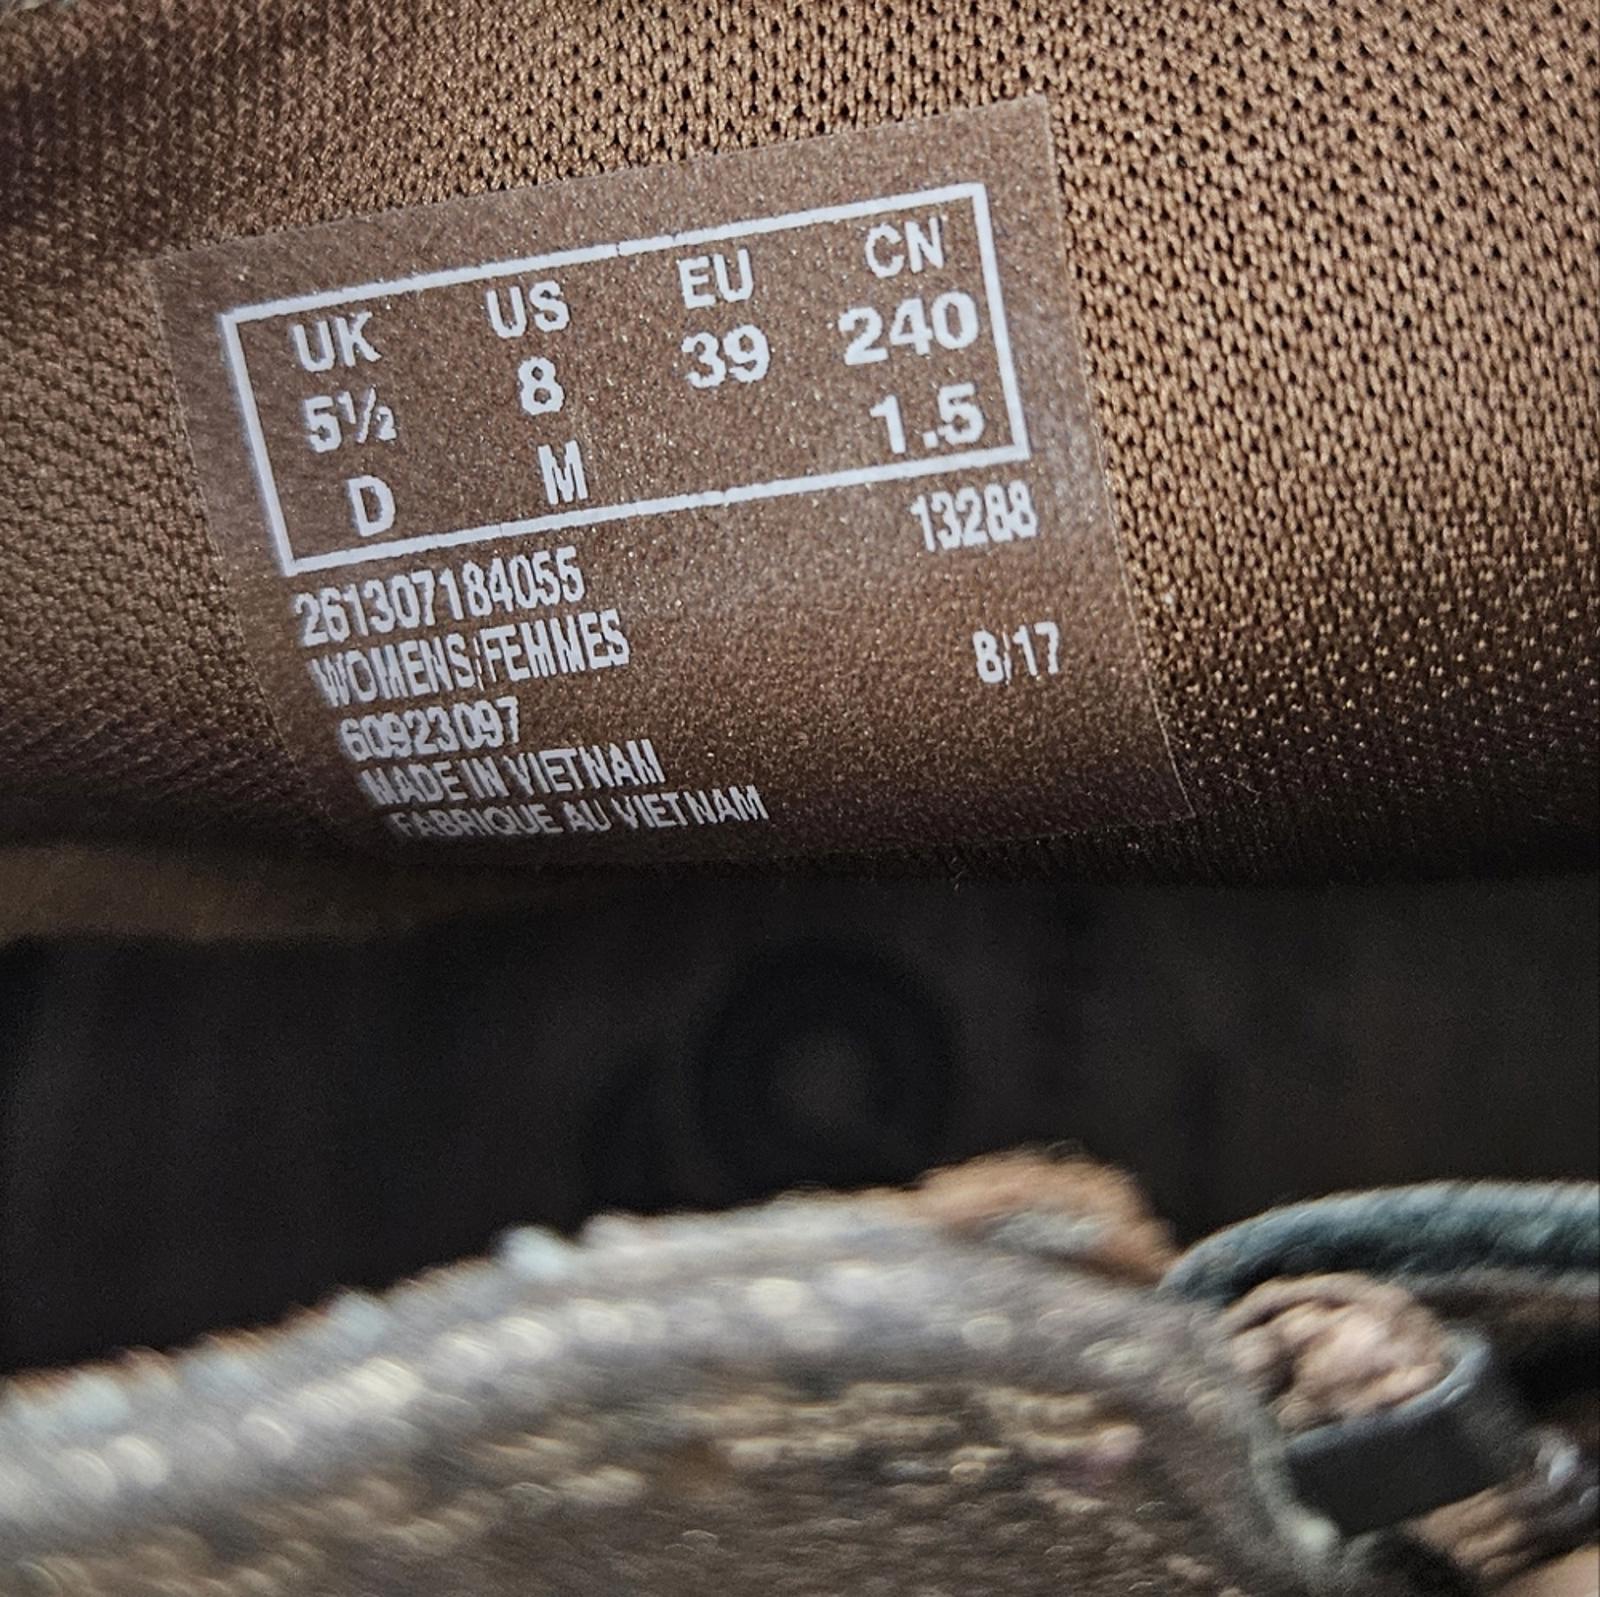 UK US EU CN
5½ 8 39 240
D M 1.5
261307184055 13288
WOMENS/FEMMES
60923097 8/17
MADE IN VIETNAM
FABRIQUE AU VIETNAM